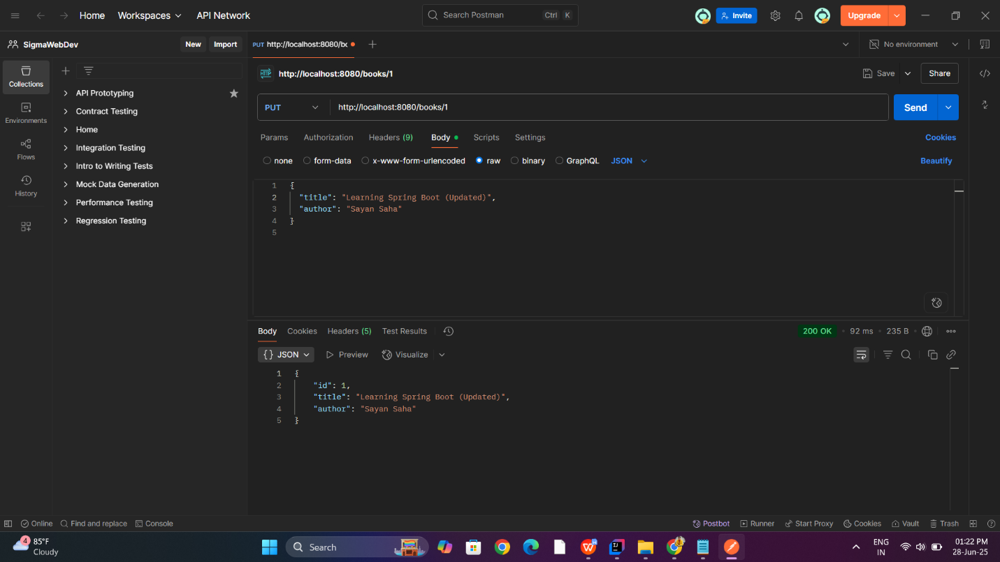 Home Workspaces API Network Search Postman Ctrl K Invite Upgrade
SigmaWebDev New Import PUT http://localhost:8080/bo No environment
Collections
Environments
Flows
History
API Prototyping
Contract Testing
Home
Integration Testing
Intro to Writing Tests
Mock Data Generation
Performance Testing
Regression Testing
HTTP http://localhost:8080/books/1 Save Share
PUT http://localhost:8080/books/1 Send
Params Authorization Headers (9) Body Scripts Settings Cookies
none form-data x-www-form-urlencoded raw binary GraphQL JSON Beautify
1 {
2 "title": "Learning Spring Boot (Updated)",
3 "author": "Sayan Saha"
4 }
5
Body Cookies Headers (5) Test Results 200 OK • 92 ms • 235 B
{} JSON Preview Visualize
1 {
2 "id": 1,
3 "title": "Learning Spring Boot (Updated)",
4 "author": "Sayan Saha"
5 }
Online Find and replace Console Postbot Runner Start Proxy Cookies Vault Trash
4 85°F
Cloudy
Search
ENG
IN
01:22 PM
28-Jun-25